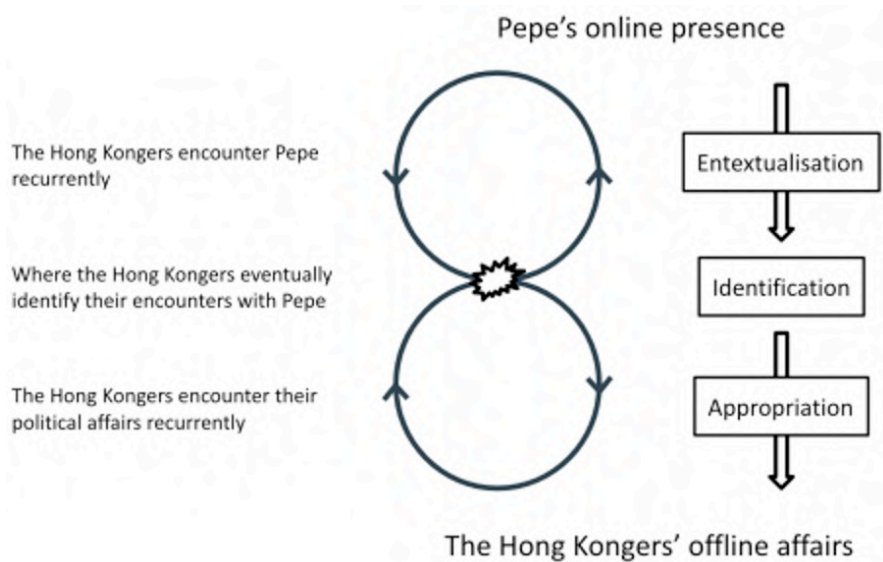 Pepe's online presence
The Hong Kongers encounter Pepe
recurrently
Entextualisation
Where the Hong Kongers eventually
identify their encounters with Pepe
Identification
The Hong Kongers encounter their
political affairs recurrently
Appropriation
The Hong Kongers' offline affairs